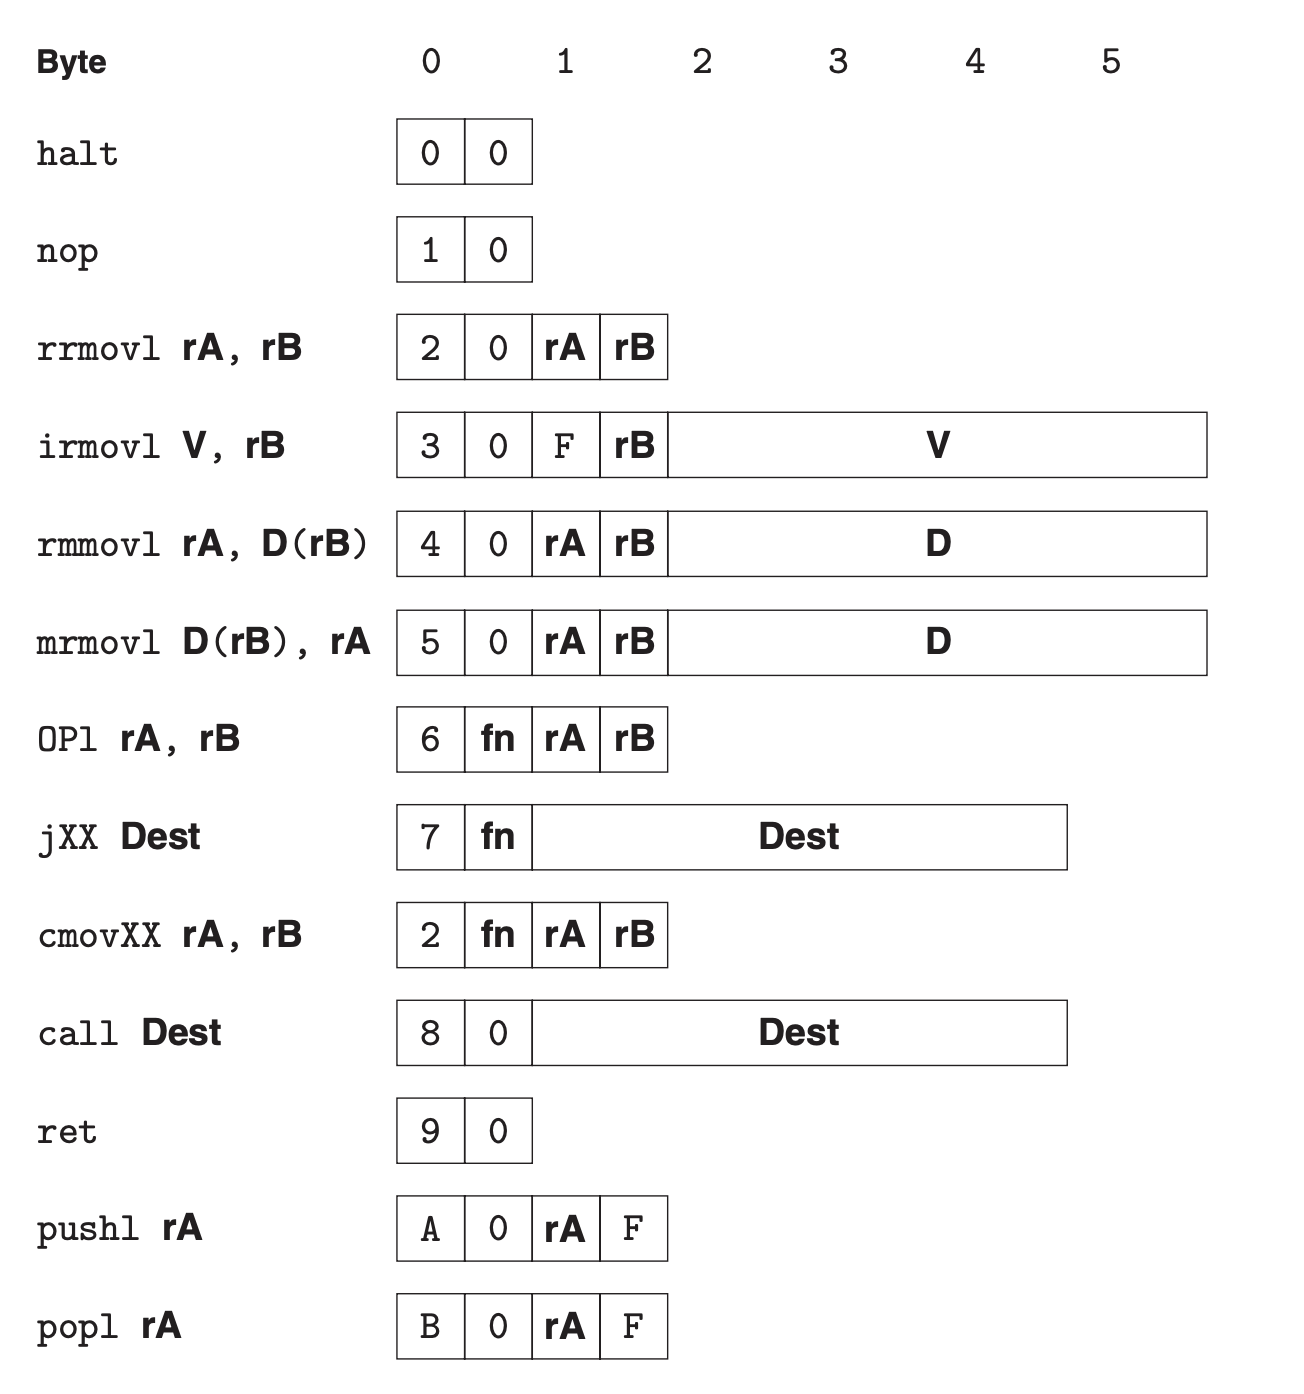 Byte 0 1 2 3 4 5
halt 0 0
nop 1 0
rrmovl rA, rB 2 0 rA rB
irmovl V, rB 3 0 F rB V
rmmovl rA, D(rB) 4 0 rA rB D
mrmovl D(rB), rA 5 0 rA rB D
OPl rA, rB 6 fn rA rB
jXX Dest 7 fn Dest
cmovXX rA, rB 2 fn rA rB
call Dest 8 0 Dest
ret 9 0
pushl rA A 0 rA F
popl rA B 0 rA F